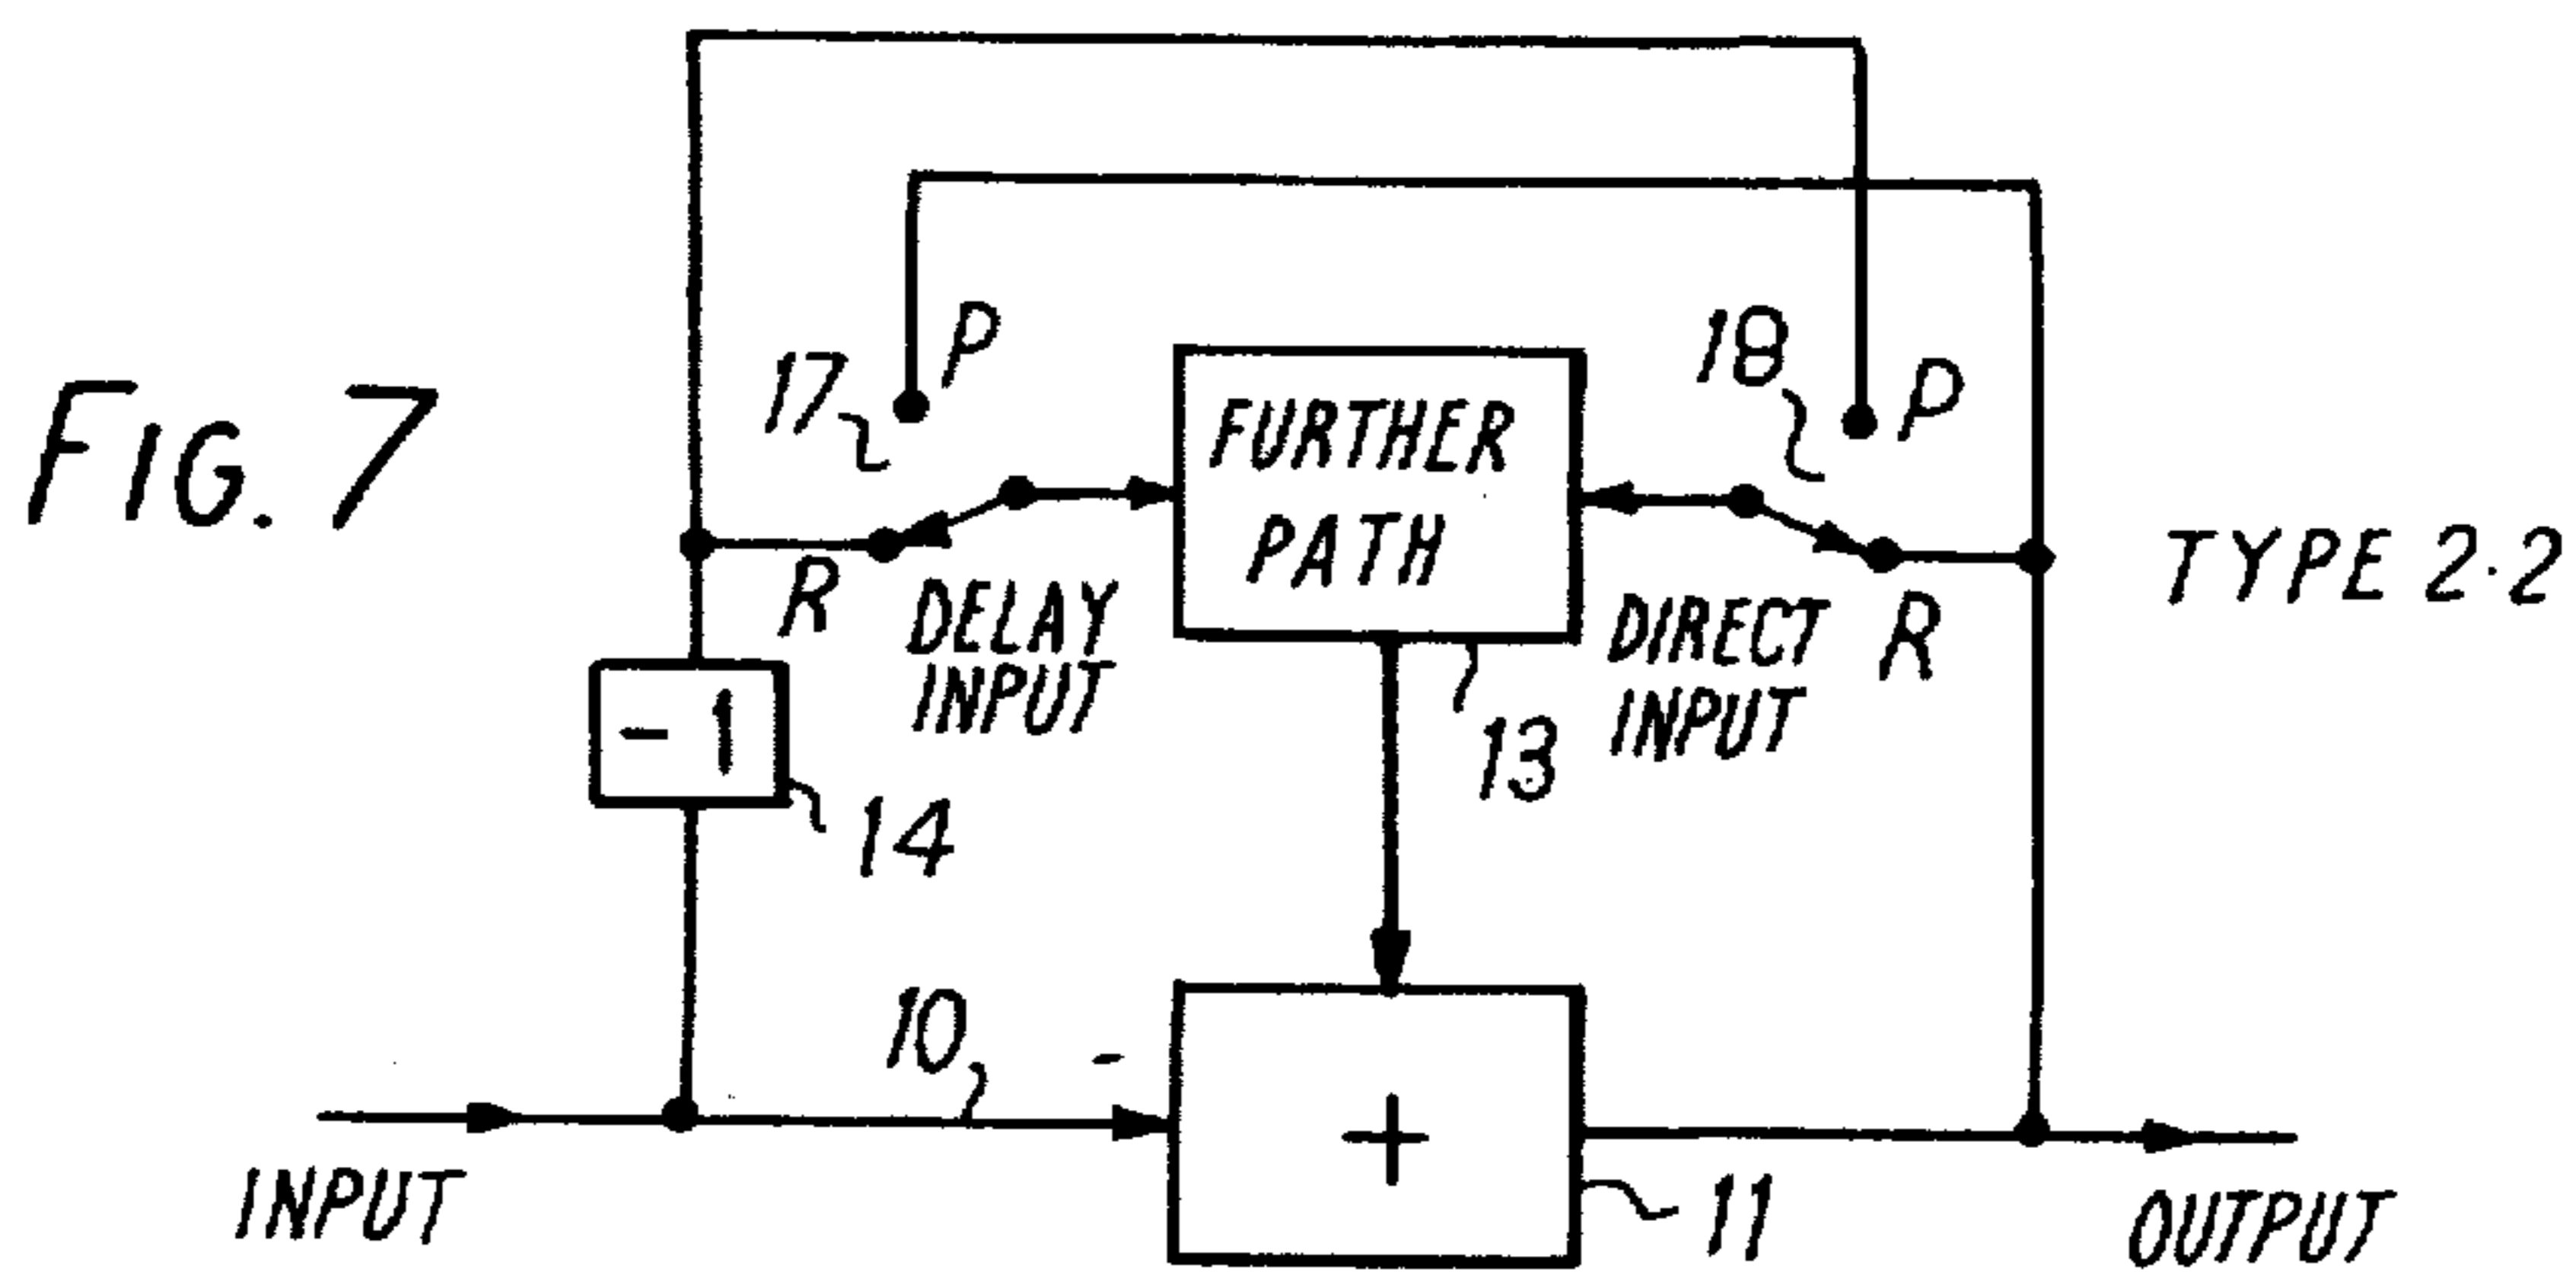 FIG. 7
17
P
18
P
FURTHER
PATH
R
DELAY
INPUT
DIRECT
INPUT
R
TYPE 2.2
13
- 1
14
10
-
+
11
INPUT
OUTPUT